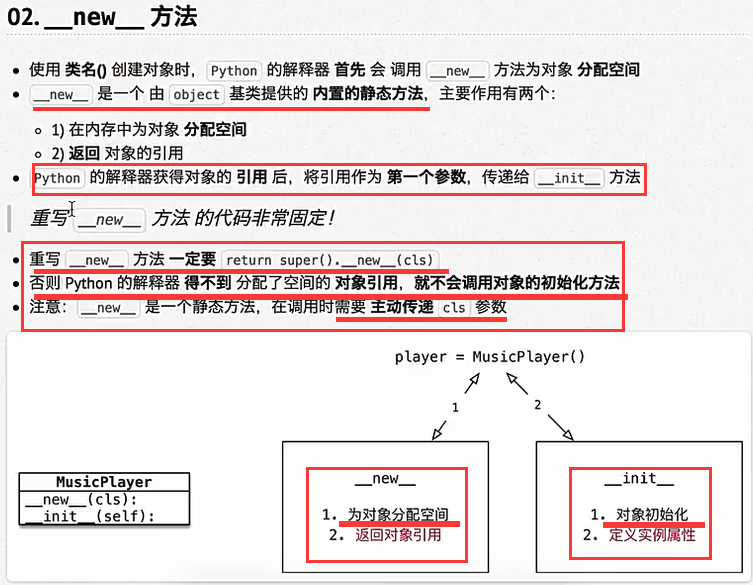 02. __new__ 方法
使用 类名() 创建对象时， Python 的解释器 首先 会 调用 __new__ 方法为对象 分配空间
__new__ 是一个 由 object 基类提供的 内置的静态方法，主要作用有两个：
1) 在内存中为对象 分配空间
2) 返回 对象的引用
Python 的解释器获得对象的 引用 后，将引用作为 第一个参数，传递给 __init__ 方法
重写 __new__ 方法 的代码非常固定！
重写 __new__ 方法 一定要 return super().__new__(cls)
否则 Python 的解释器 得不到 分配了空间的 对象引用，就不会调用对象的初始化方法
注意： __new__ 是一个静态方法，在调用时需要 主动传递 cls 参数
player = MusicPlayer()
1
2
MusicPlayer
__new__(cls):
__init__(self):
__new__
1. 为对象分配空间
2. 返回对象引用
__init__
1. 对象初始化
2. 定义实例属性